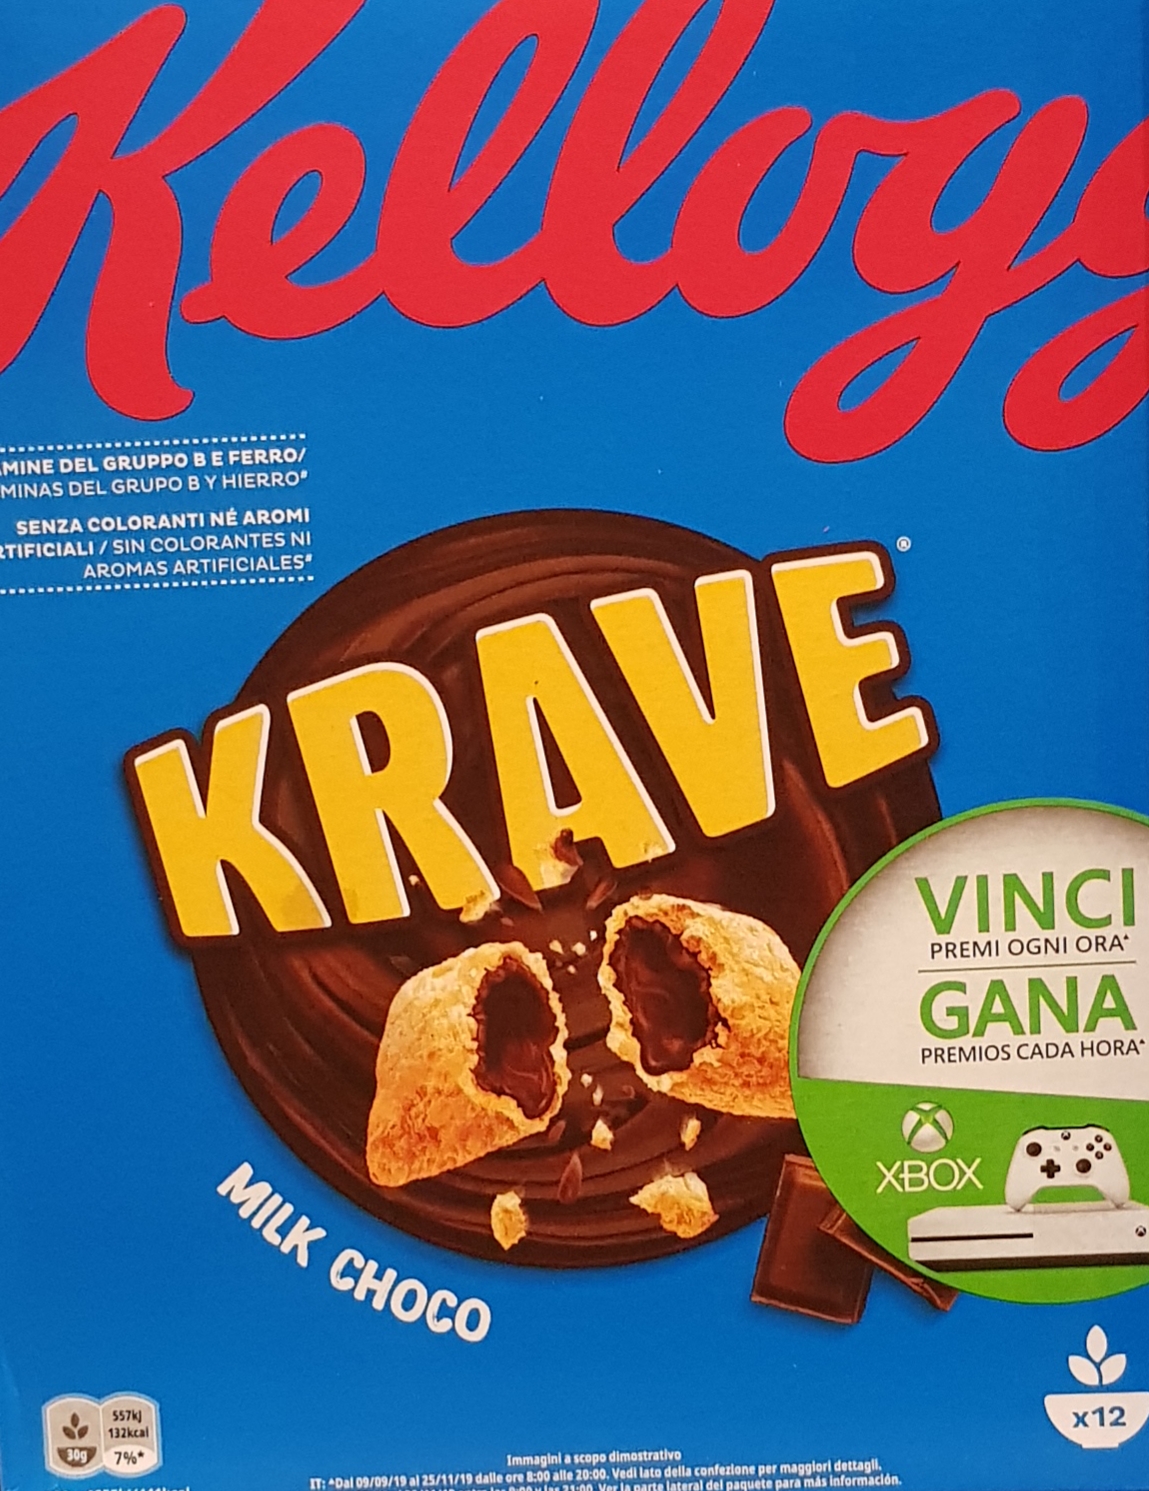 Kellogg
MINE DEL GRUPPO B E FERRO/
MINAS DEL GRUPO B Y HIERRO#
SENZA COLORANTI NÉ AROMI
RTIFICIALI / SIN COLORANTES NI
AROMAS ARTIFICIALES#
KRAVE®
VINCI
PREMI OGNI ORA^
GANA
PREMIOS CADA HORA^
XBOX
MILK CHOCO
x12
557kJ
132kcal
30g
7%*
Immagini a scopo dimostrativo
IT: ^Dal 09/09/19 al 25/11/19 dalle ore 8:00 alle 20:00. Vedi lato della confezione per maggiori dettagli.
21:00. Ver la parte lateral del paquete para más información.